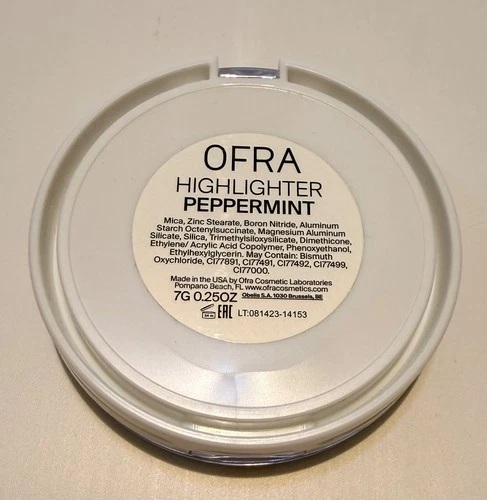 OFRA
HIGHLIGHTER
PEPPERMINT
Mica, Zinc Stearate, Boron Nitride, Aluminum
Starch Octenylsuccinate, Magnesium Aluminum
Silicate, Silica, Trimethylsiloxysilicate, Dimethicone,
Ethylene/ Acrylic Acid Copolymer, Phenoxyethanol,
Ethylhexylglycerin. May Contain: Bismuth
Oxychloride, CI77891, CI77491, CI77492, CI77499,
CI77000.
Made in the USA by Ofra Cosmetic Laboratories
Pompano Beach, FL www.ofracosmetics.com
7G 0.25OZ Obelis S.A. 1030 Brussels, BE
EAC LT:081423-14153